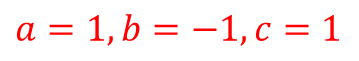 a = 1, b = −1, c = 1